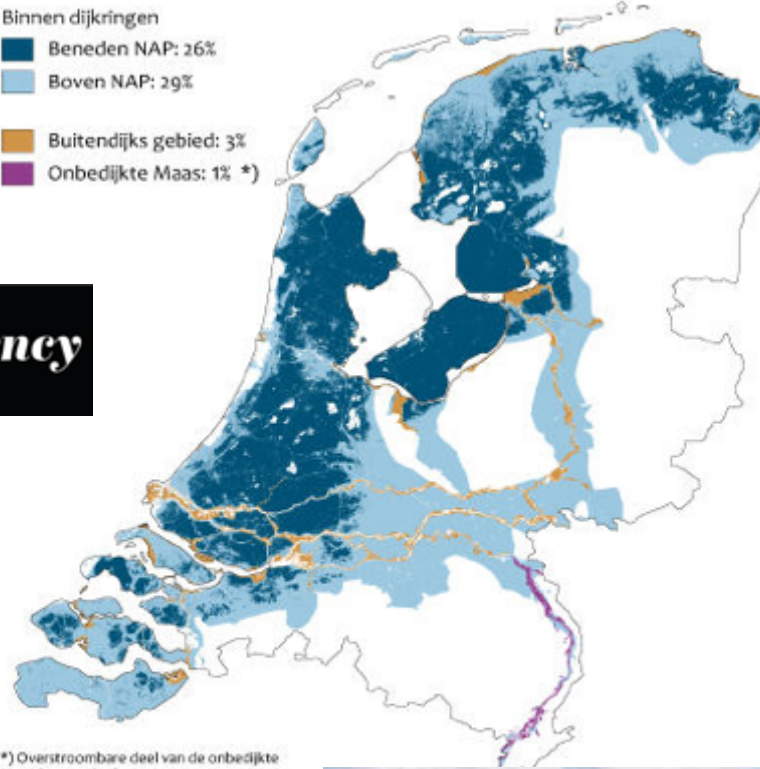 Binnen dijkringen
Beneden NAP: 26%
Boven NAP: 29%
Buitendijks gebied: 3%
Onbedijkte Maas: 1% *)
ncy
*) Overstroombare deel van de onbedijkte